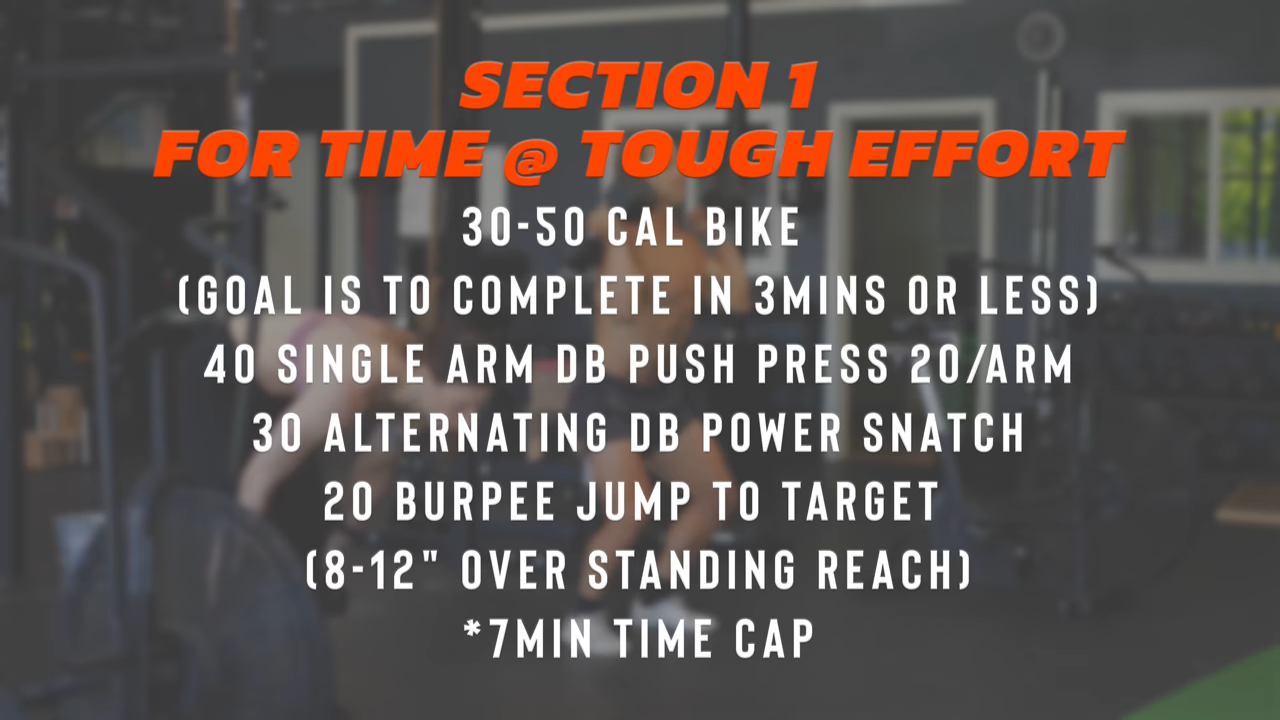 SECTION 1
FOR TIME @ TOUGH EFFORT
30-50 CAL BIKE
(GOAL IS TO COMPLETE IN 3MINS OR LESS)
40 SINGLE ARM DB PUSH PRESS 20/ARM
30 ALTERNATING DB POWER SNATCH
20 BURPEE JUMP TO TARGET
(8-12" OVER STANDING REACH)
*7MIN TIME CAP